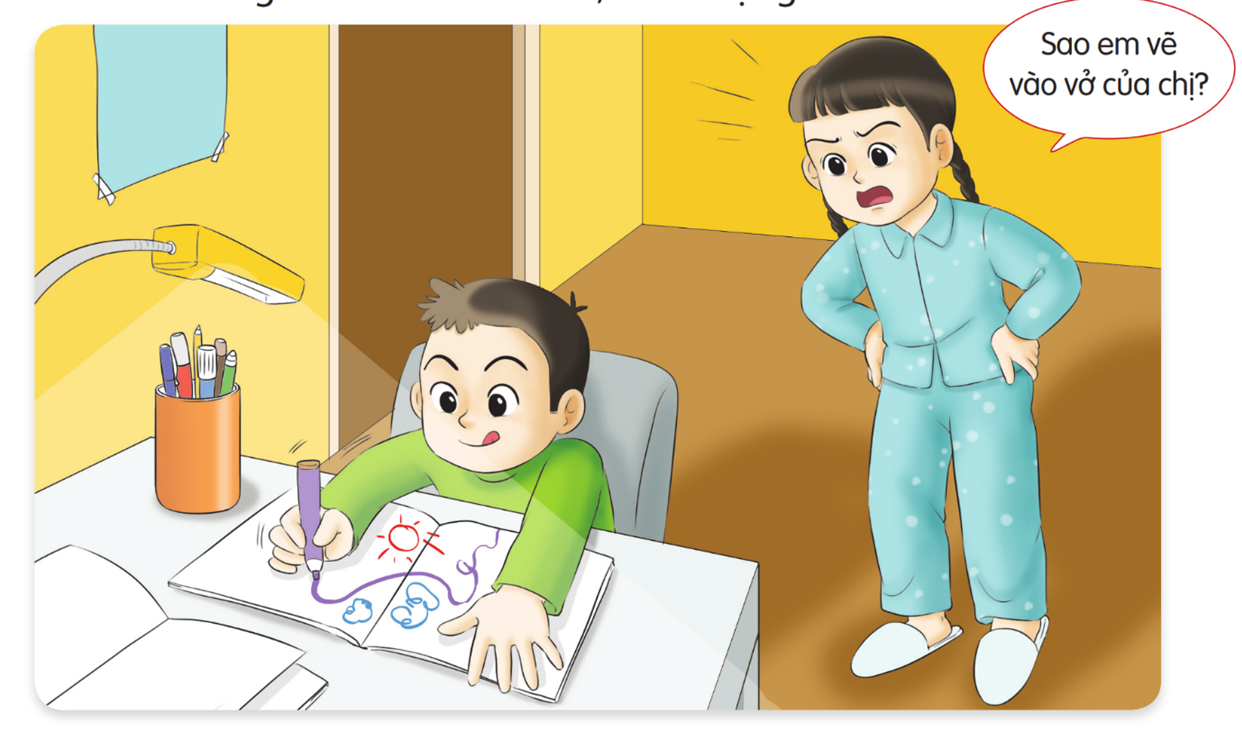 Sao em vẽ
vào vở của chị?